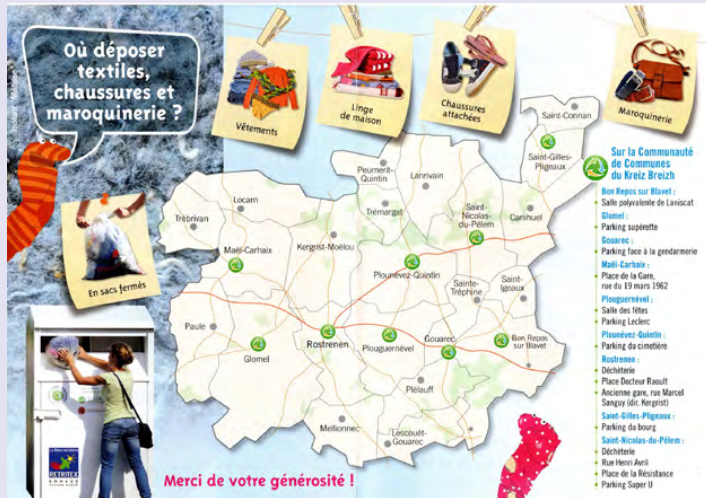 Où déposer
textiles,
chaussures et
maroquinerie ?
Vêtements
Linge
de maison
Chaussures
attachées
Maroquinerie
En sacs fermés
Saint-Connan
Saint-Gilles-
Pligeaux
Peumerit-
Quintin
Lanrivain
Trémargat
Saint-
Nicolas-
du-Pélem
Canihuel
Locarn
Trébrivan
Maël-Carhaix
Kergrist-Moëlou
Plounévez-Quintin
Sainte-
Tréphine
Saint-
Igeaux
Paule
Glomel
Rostrenen
Plouguernével
Gouarec
Bon Repos
sur Blavet
Plélauff
Mellionnec
Lescouët-
Gouarec
Sur la Communauté
de Communes
du Kreiz Breizh
Bon Repos sur Blavet :
Salle polyvalente de Laniscat
Glomel :
Parking supérette
Gouarec :
Parking face à la gendarmerie
Maël-Carhaix :
Place de la Gare,
rue du 19 mars 1962
Plouguernével :
Salle des fêtes
Parking Leclerc
Plounévez-Quintin :
Parking du cimetière
Rostrenen :
Déchèterie
Place Docteur Raoult
Ancienne gare, rue Marcel
Sanguy (dir. Kergrist)
Saint-Gilles-Pligeaux :
Parking du bourg
Saint-Nicolas-du-Pélem :
Déchèterie
Rue Henri Avril
Place de la Résistance
Parking Super U
RETRITEX
EMMAÜS
Merci de votre générosité !